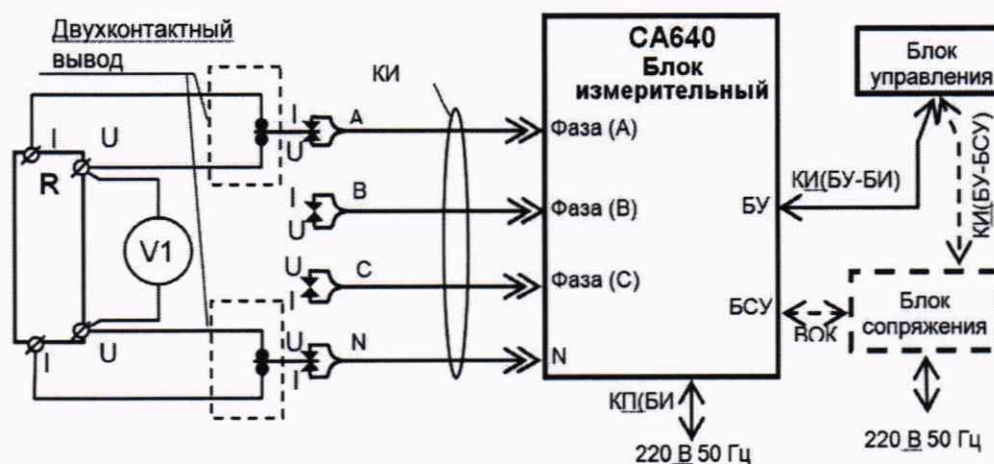 Двухконтактный
вывод
I
U
R
V1
U
I
I
U
A
I
U
B
U
I
C
U
I
N
КИ
СА640
Блок
измерительный
Фаза (А)
Фаза (В)
Фаза (С)
N
БУ
БСУ
КП(БИ
220 В 50 Гц
КИ(БУ-БИ)
ВОК
Блок
управления
КИ(БУ-БСУ)
Блок
сопряжения
220 В 50 Гц